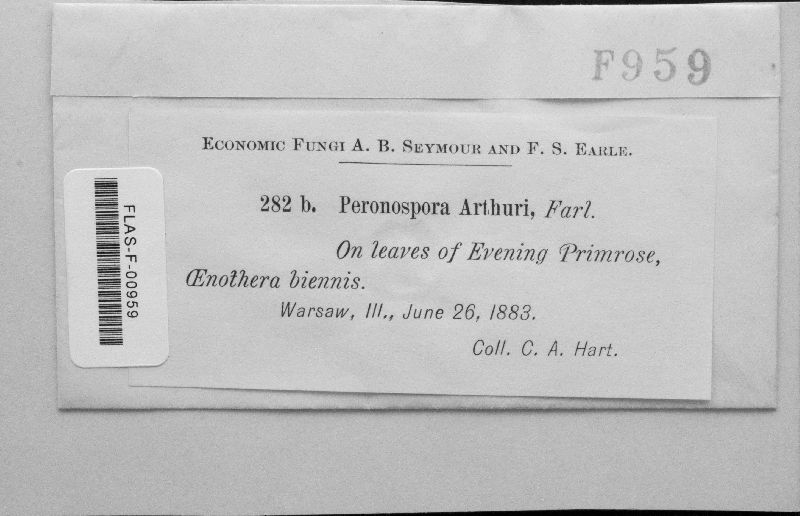 F959
ECONOMIC FUNGI A. B. SEYMOUR AND F. S. EARLE.
282 b. Peronospora Arthuri, Farl.
On leaves of Evening Primrose,
Œnothera biennis.
Warsaw, Ill., June 26, 1883.
Coll. C. A. Hart.
FLAS-F-00959